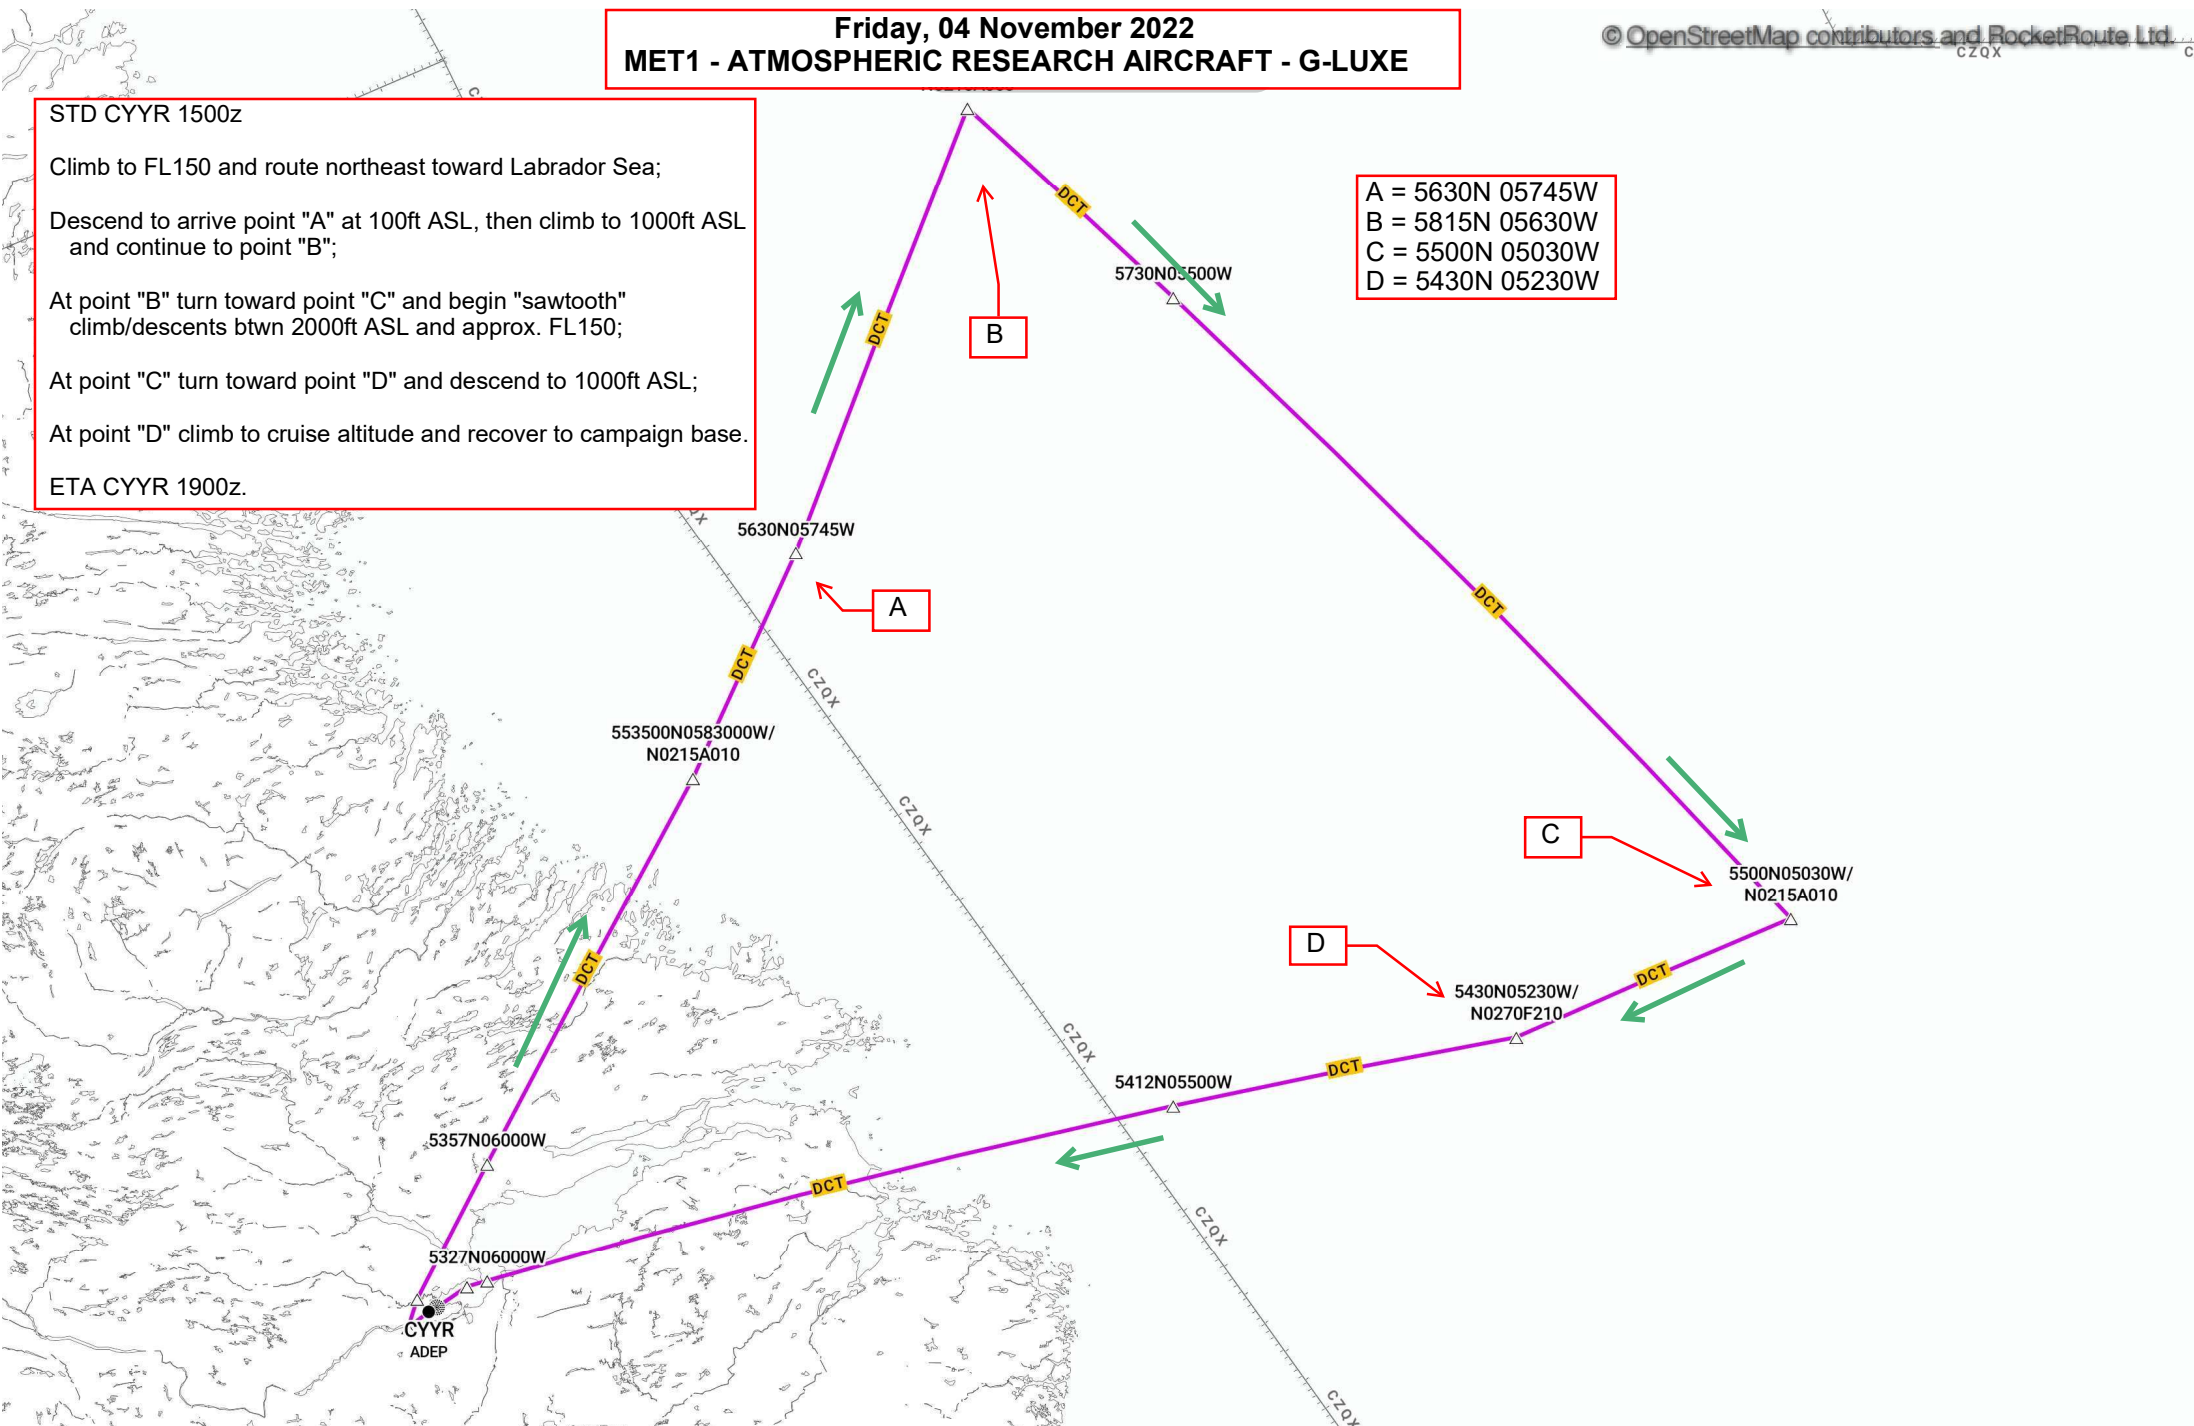 Friday, 04 November 2022
MET1 - ATMOSPHERIC RESEARCH AIRCRAFT - G-LUXE
© OpenStreetMap contributors and RocketRoute Ltd.
CZQX
STD CYYR 1500z
Climb to FL150 and route northeast toward Labrador Sea;
Descend to arrive point "A" at 100ft ASL, then climb to 1000ft ASL
and continue to point "B";
At point "B" turn toward point "C" and begin "sawtooth"
climb/descents btwn 2000ft ASL and approx. FL150;
At point "C" turn toward point "D" and descend to 1000ft ASL;
At point "D" climb to cruise altitude and recover to campaign base.
ETA CYYR 1900z.
A = 5630N 05745W
B = 5815N 05630W
C = 5500N 05030W
D = 5430N 05230W
DCT
5730N05500W
DCT
B
5630N05745W
DCT
A
DCT
CZQX
553500N0583000W/
N0215A010
CZQX
C
5500N05030W/
N0215A010
D
DCT
DCT
5430N05230W/
N0270F210
CZQX
DCT
5412N05500W
5357N06000W
DCT
CZQX
5327N06000W
CYYR
ADEP
CZQX